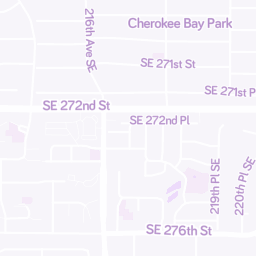 Cherokee Bay Park
216th Ave SE
SE 271st St
SE 271st P
SE 272nd St
SE 272nd Pl
219th Pl SE
220th Pl SE
SE 276th St